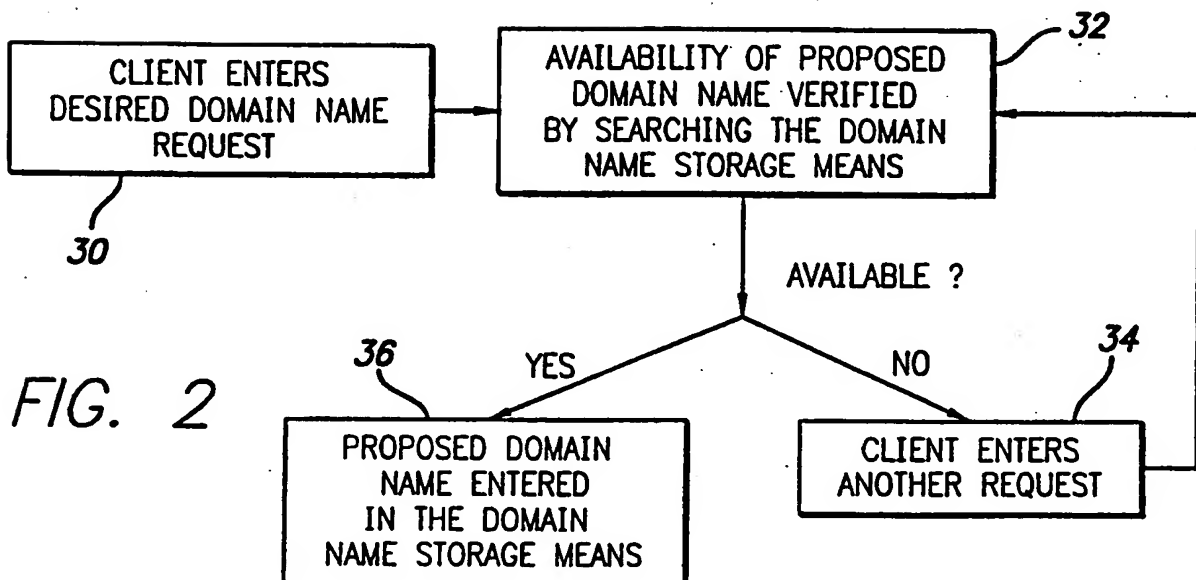 32
CLIENT ENTERS
DESIRED DOMAIN NAME
REQUEST
30
AVAILABILITY OF PROPOSED
DOMAIN NAME VERIFIED
BY SEARCHING THE DOMAIN
NAME STORAGE MEANS
AVAILABLE ?
YES
NO
36
34
FIG. 2
PROPOSED DOMAIN
NAME ENTERED
IN THE DOMAIN
NAME STORAGE MEANS
CLIENT ENTERS
ANOTHER REQUEST